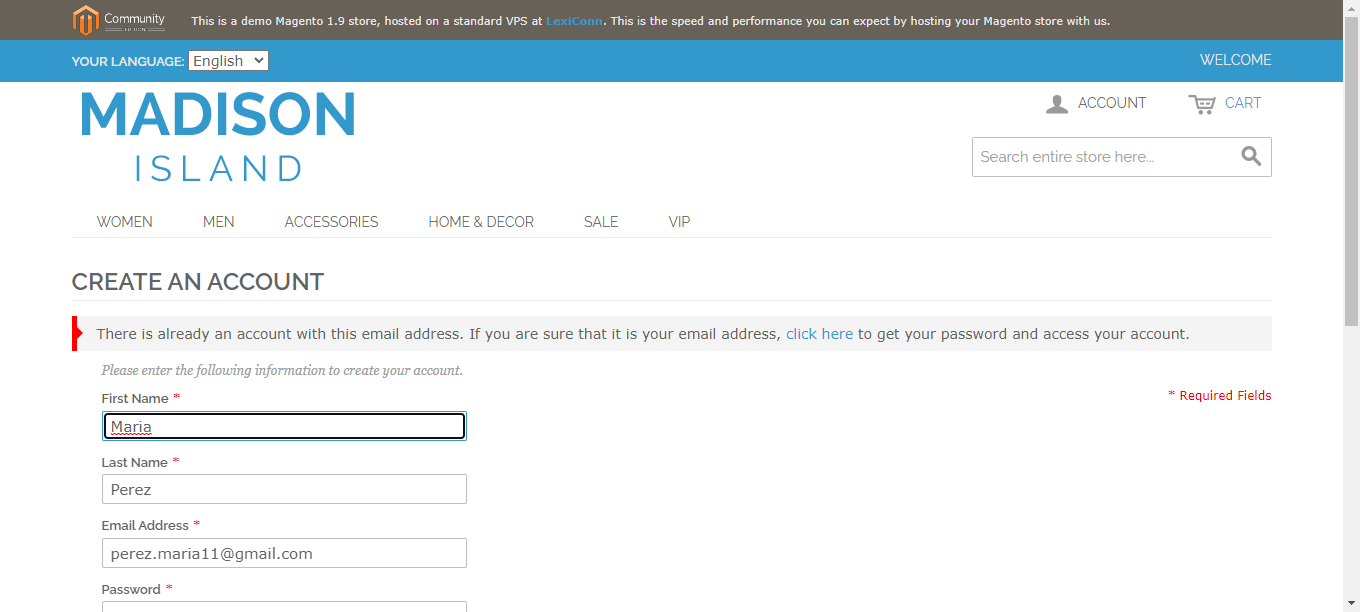 Community
EDITION
This is a demo Magento 1.9 store, hosted on a standard VPS at LexiConn. This is the speed and performance you can expect by hosting your Magento store with us.
YOUR LANGUAGE: English
WELCOME
MADISON
ISLAND
ACCOUNT
CART
Search entire store here...
WOMEN MEN ACCESSORIES HOME & DECOR SALE VIP
CREATE AN ACCOUNT
There is already an account with this email address. If you are sure that it is your email address, click here to get your password and access your account.
Please enter the following information to create your account.
First Name *
* Required Fields
Maria
Last Name *
Perez
Email Address *
perez.maria11@gmail.com
Password *